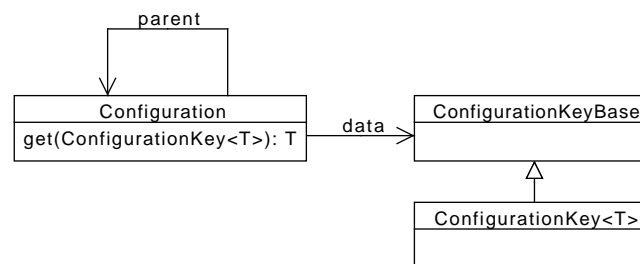 parent
Configuration
get(ConfigurationKey<T>): T
data
ConfigurationKeyBase
ConfigurationKey<T>